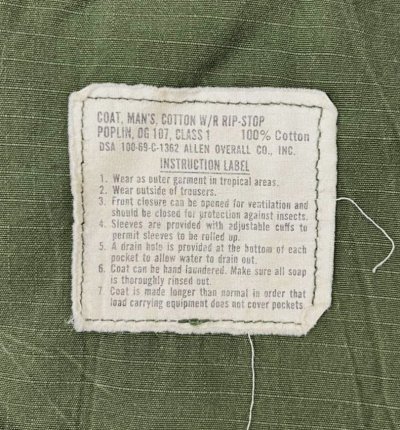 COAT, MAN'S, COTTON W/R RIP-STOP
POPLIN, OG 107, CLASS 1 100% Cotton
DSA 100-69-C-1362 ALLEN OVERALL CO., INC.
INSTRUCTION LABEL
1. Wear as outer garment in tropical areas.
2. Wear outside of trousers.
3. Front closure can be opened for ventilation and
should be closed for protection against insects.
4. Sleeves are provided with adjustable cuffs to
permit sleeves to be rolled up.
5. A drain hole is provided at the bottom of each
pocket to allow water to drain out.
6. Coat can be hand laundered. Make sure all soap
is thoroughly rinsed out.
7. Coat is made longer than normal in order that
load carrying equipment does not cover pockets.